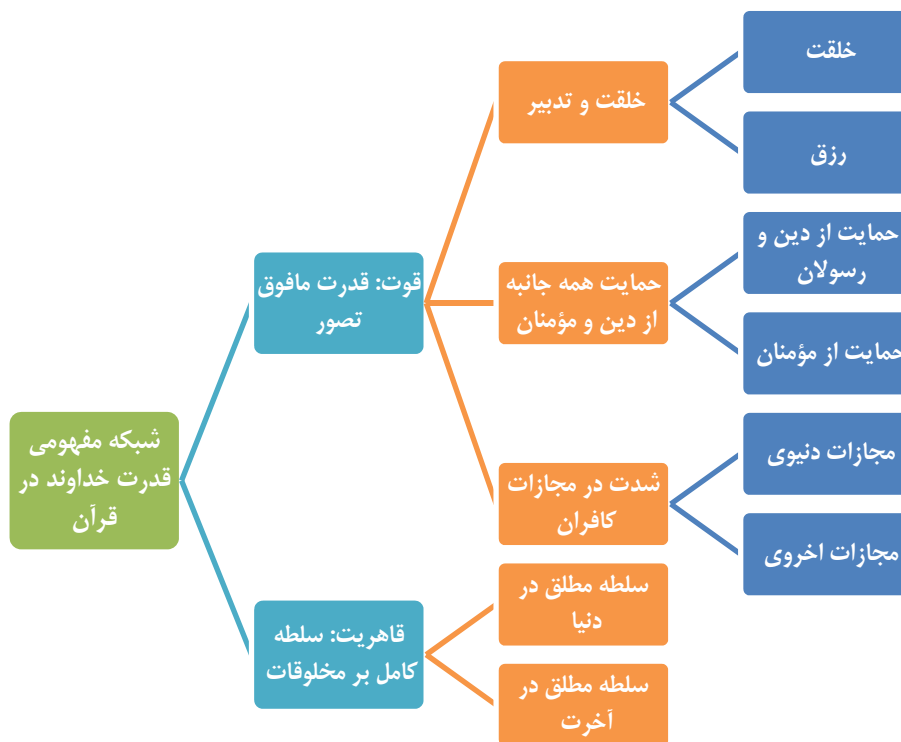 شبکه مفهومی
قدرت خداوند در
قرآن
قوت: قدرت مافوق
تصور
خلقت و تدبیر
خلقت
رزق
حمایت همه جانبه
از دین و مؤمنان
حمایت از دین و
رسولان
حمایت از مؤمنان
شدت در مجازات
کافران
مجازات دنیوی
مجازات اخروی
قاهریت: سلطه
کامل بر مخلوقات
سلطه مطلق در
دنیا
سلطه مطلق در
آخرت